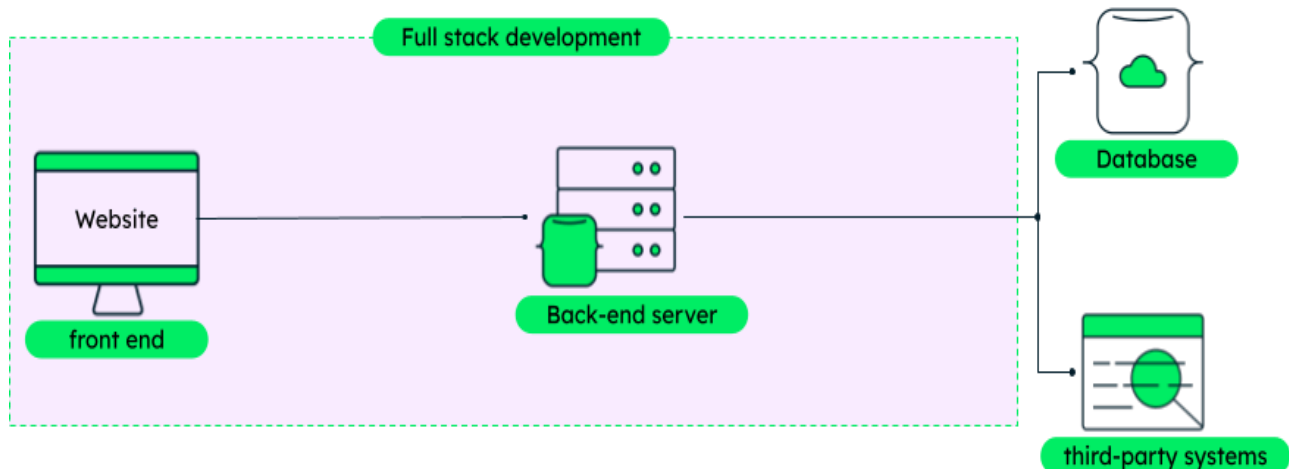 Full stack development
Database
Website
Back-end server
front end
third-party systems